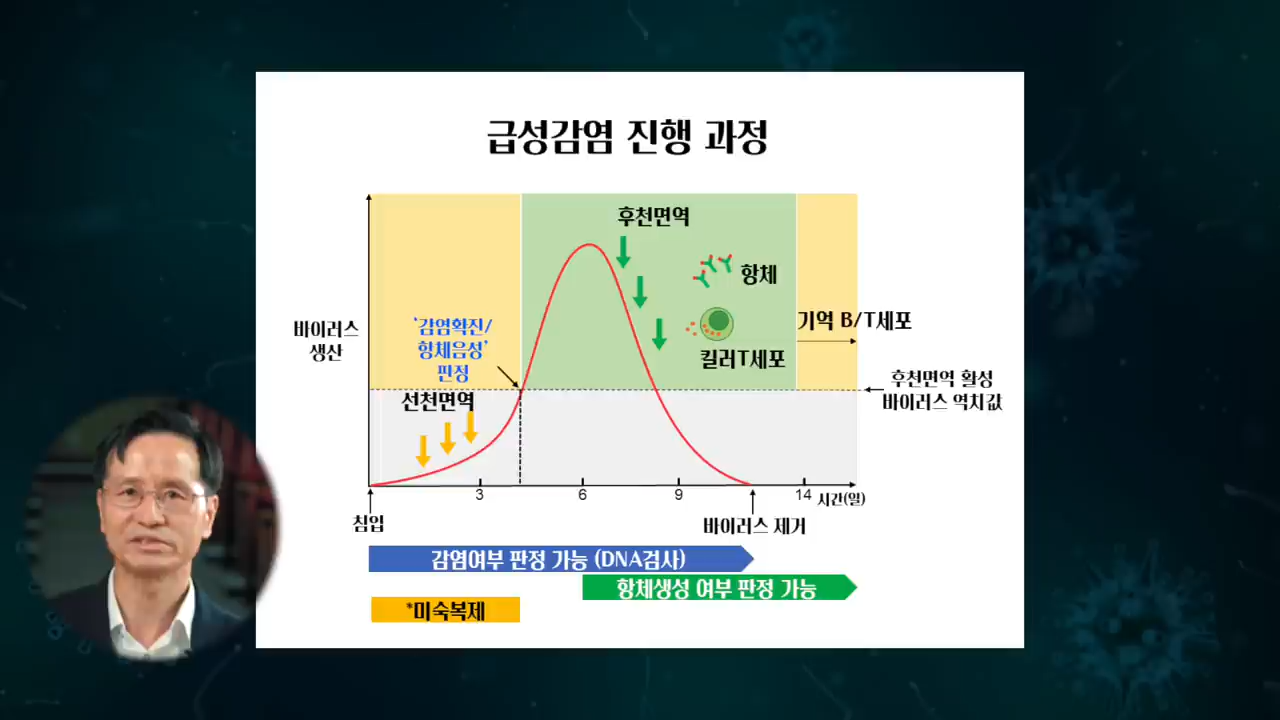 급성감염 진행 과정
후천면역
항체
기억 B/T세포
바이러스
생산
‘감염확진/
항체음성’
판정
킬러T세포
후천면역 활성
바이러스 역치값
선천면역
3
6
9
14
시간(일)
침입
바이러스 제거
감염여부 판정 가능 (DNA검사)
항체생성 여부 판정 가능
*미숙복제